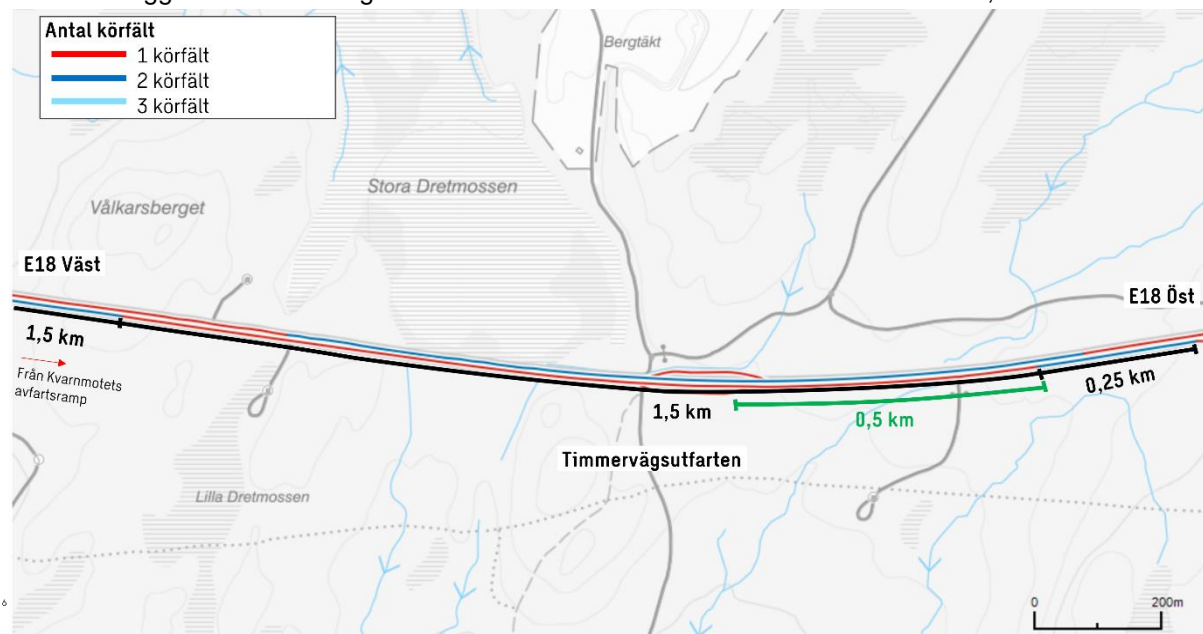 Antal körfält
1 körfält
2 körfält
3 körfält
Bergtäkt
Stora Dretmossen
Vålkarsberget
E18 Väst
E18 Öst
1,5 km
Från Kvarnmotets
avfartsramp
0,25 km
1,5 km
0,5 km
Timmervägsutfarten
Lilla Dretmossen
0
200m
6